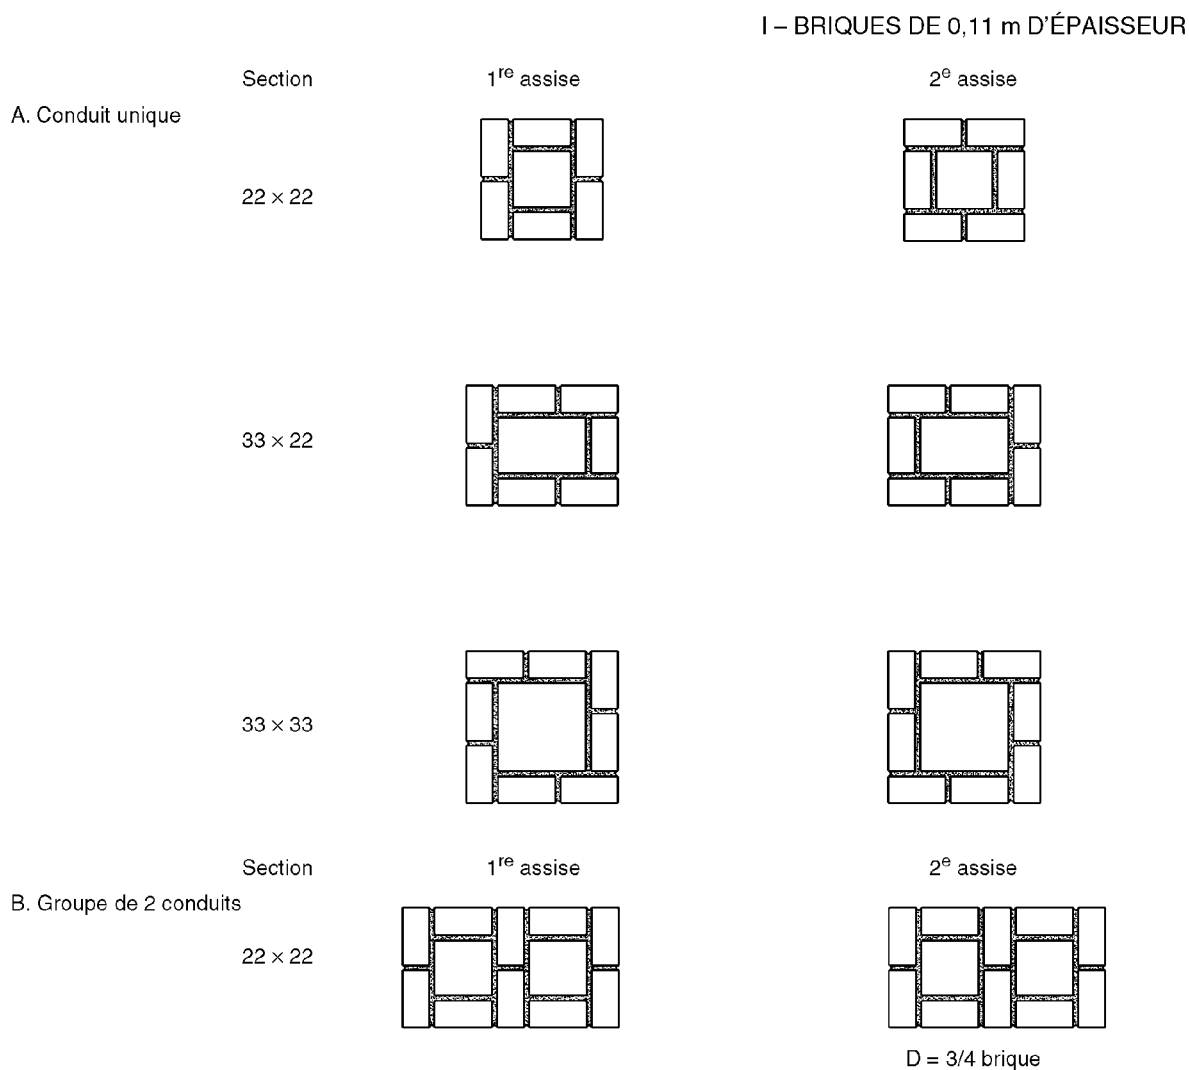 I – BRIQUES DE 0,11 m D'ÉPAISSEUR
Section 1re assise 2e assise
A. Conduit unique
22 × 22
33 × 22
33 × 33
Section 1re assise 2e assise
B. Groupe de 2 conduits
22 × 22
D = 3/4 brique